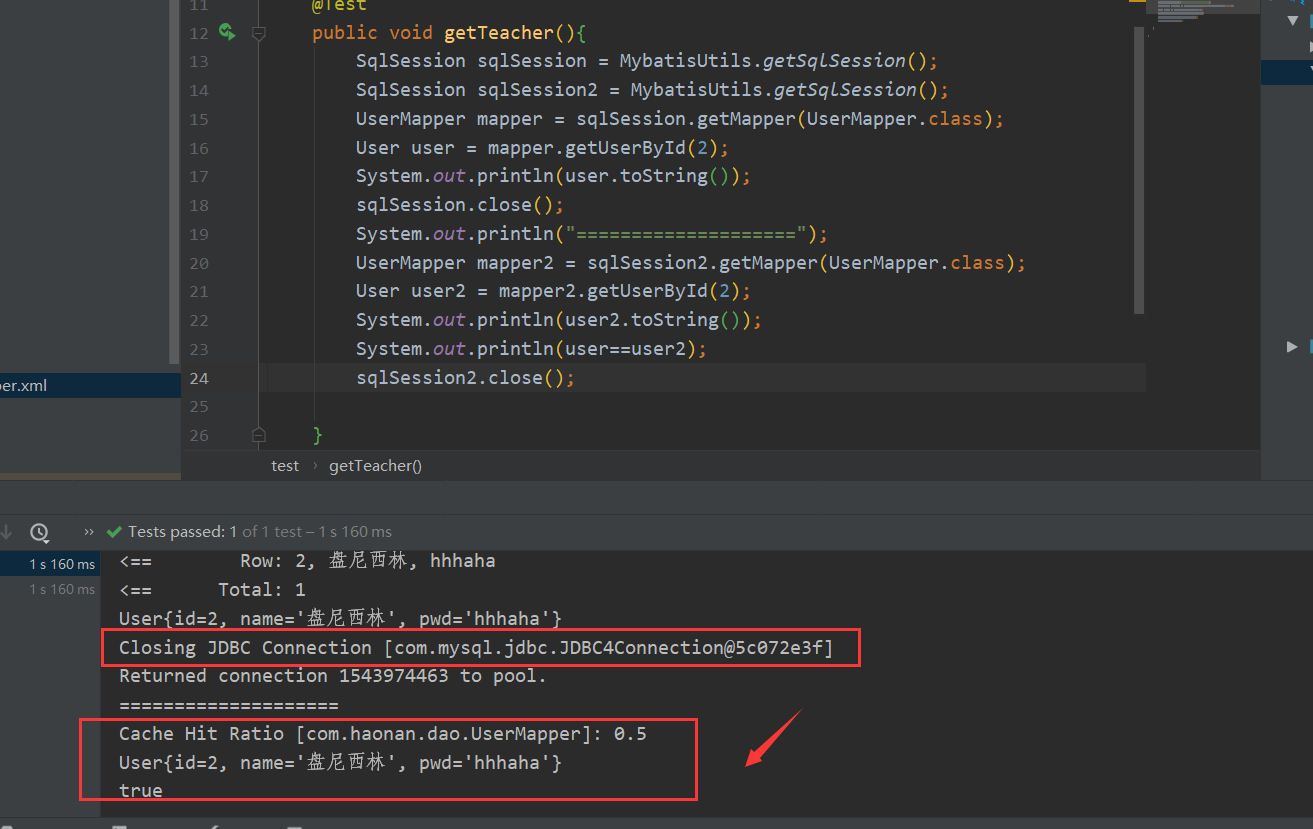 11 @Test
12 public void getTeacher(){
13 SqlSession sqlSession = MybatisUtils.getSqlSession();
14 SqlSession sqlSession2 = MybatisUtils.getSqlSession();
15 UserMapper mapper = sqlSession.getMapper(UserMapper.class);
16 User user = mapper.getUserById(2);
17 System.out.println(user.toString());
18 sqlSession.close();
19 System.out.println("====================");
20 UserMapper mapper2 = sqlSession2.getMapper(UserMapper.class);
21 User user2 = mapper2.getUserById(2);
22 System.out.println(user2.toString());
23 System.out.println(user==user2);
per.xml
24 sqlSession2.close();
25
26 }
test › getTeacher()
» Tests passed: 1 of 1 test – 1 s 160 ms
1 s 160 ms
1 s 160 ms
<== Row: 2, 盘尼西林, hhhaha
<== Total: 1
User{id=2, name='盘尼西林', pwd='hhhaha'}
Closing JDBC Connection [com.mysql.jdbc.JDBC4Connection@5c072e3f]
Returned connection 1543974463 to pool.
====================
Cache Hit Ratio [com.haonan.dao.UserMapper]: 0.5
User{id=2, name='盘尼西林', pwd='hhhaha'}
true